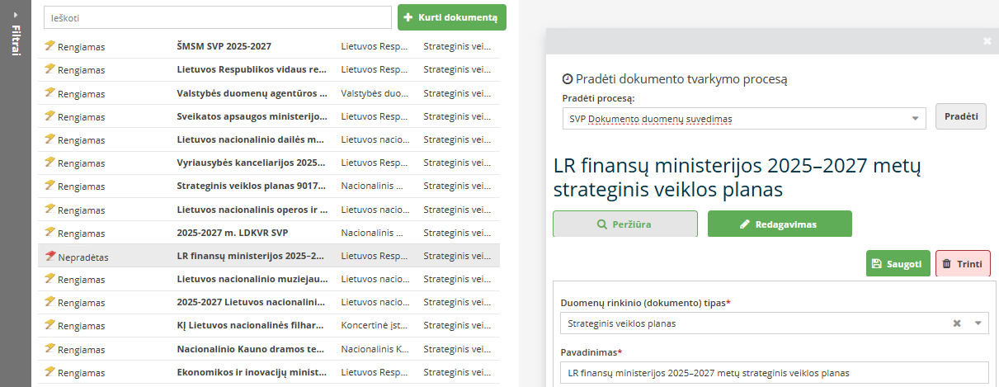 Filtrai
Ieškoti
Kurti dokumentą
Rengiamas ŠMSM SVP 2025-2027 Lietuvos Resp... Strateginis vei...
Rengiamas Lietuvos Respublikos vidaus re... Lietuvos Resp... Strateginis vei...
Rengiamas Valstybės duomenų agentūros ... Valstybės duo... Strateginis vei...
Rengiamas Sveikatos apsaugos ministerijo... Lietuvos Resp... Strateginis vei...
Rengiamas Lietuvos nacionalinio dailės m... Lietuvos nacio... Strateginis vei...
Rengiamas Vyriausybės kanceliarijos 2025... Lietuvos Resp... Strateginis vei...
Rengiamas Strateginis veiklos planas 9017... Nacionalinis ... Strateginis vei...
Rengiamas Lietuvos nacionalinis operos ir ... Lietuvos nacio... Strateginis vei...
Rengiamas 2025-2027 m. LDKVR SVP Nacionalinis ... Strateginis vei...
Nepradėtas LR finansų ministerijos 2025–2... Lietuvos Resp... Strateginis vei...
Rengiamas Lietuvos nacionalinio muziejau... Lietuvos nacio... Strateginis vei...
Rengiamas 2025-2027 Lietuvos nacionalini... Lietuvos nacio... Strateginis vei...
Rengiamas KĮ Lietuvos nacionalinės filhar... Koncertinė įst... Strateginis vei...
Rengiamas Nacionalinio Kauno dramos te... Nacionalinis K... Strateginis vei...
Rengiamas Ekonomikos ir inovacijų minist... Lietuvos Resp... Strateginis vei...
Pradėti dokumento tvarkymo procesą
Pradėti procesą:
SVP Dokumento duomenų suvedimas
Pradėti
LR finansų ministerijos 2025–2027 metų
strateginis veiklos planas
Peržiūra
Redagavimas
Saugoti
Trinti
Duomenų rinkinio (dokumento) tipas*
Strateginis veiklos planas
Pavadinimas*
LR finansų ministerijos 2025–2027 metų strateginis veiklos planas